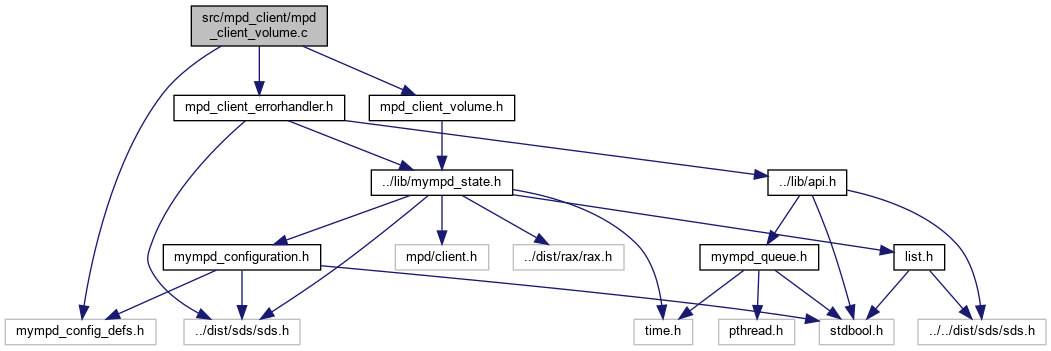 src/mpd_client/mpd
_client_volume.c
mpd_client_errorhandler.h
mpd_client_volume.h
../lib/mympd_state.h
../lib/api.h
mympd_configuration.h
mpd/client.h
../dist/rax/rax.h
mympd_queue.h
list.h
mympd_config_defs.h
../dist/sds/sds.h
time.h
pthread.h
stdbool.h
../../dist/sds/sds.h